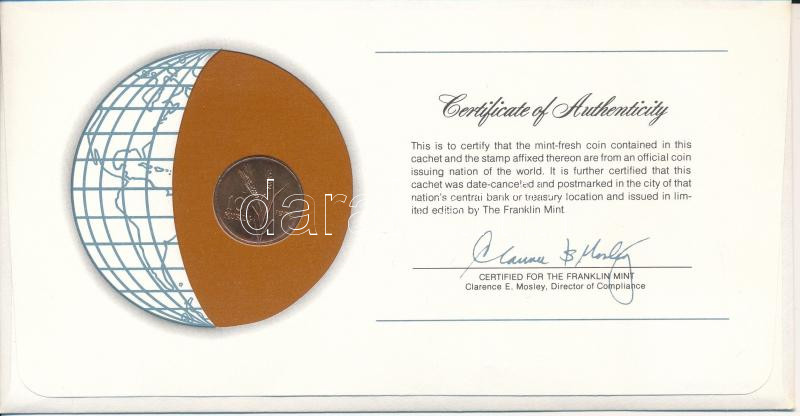 Certificate of Authenticity
This is to certify that the mint-fresh coin contained in this
cachet and the stamp affixed thereon are from an official coin
issuing nation of the world. It is further certified that this
cachet was date-canceled and postmarked in the city of that
nation's central bank or treasury location and issued in lim-
ited edition by The Franklin Mint.
CERTIFIED FOR THE FRANKLIN MINT
Clarence E. Mosley, Director of Compliance